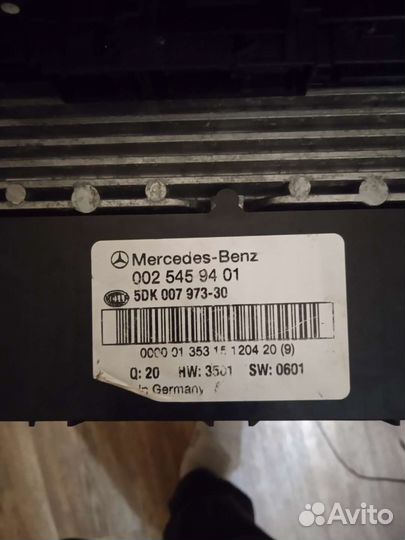 Mercedes-Benz
002 545 94 01
HELLA 5DK 007 973-30
0000 01 353 15 1204 20 (9)
Q: 20 HW: 3501 SW: 0601
in Germany
Avito